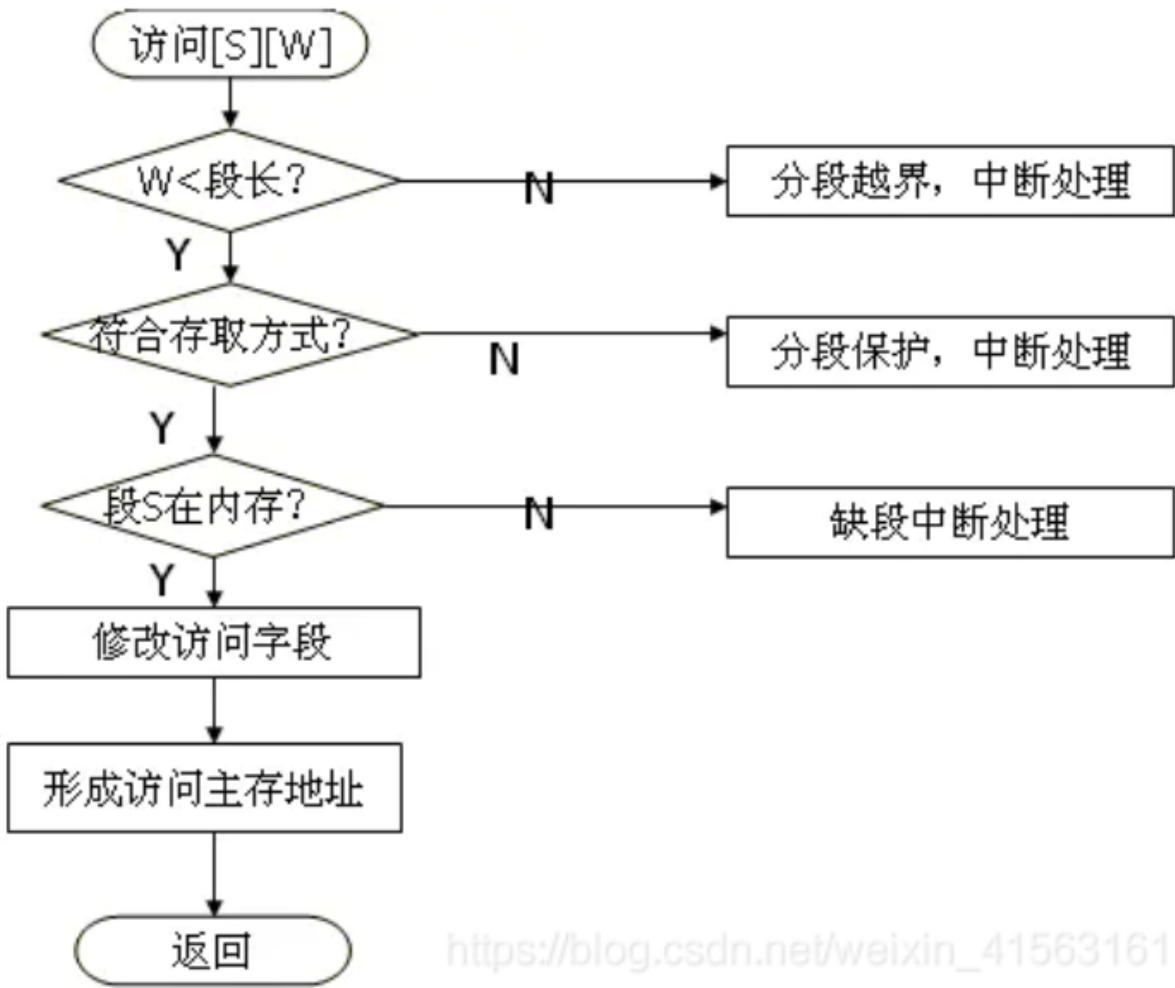 访问[S][W]
W<段长?
N
分段越界，中断处理
Y
符合存取方式?
N
分段保护，中断处理
Y
段S在内存?
N
缺段中断处理
Y
修改访问字段
形成访问主存地址
返回
https://blog.csdn.net/weixin_41563161